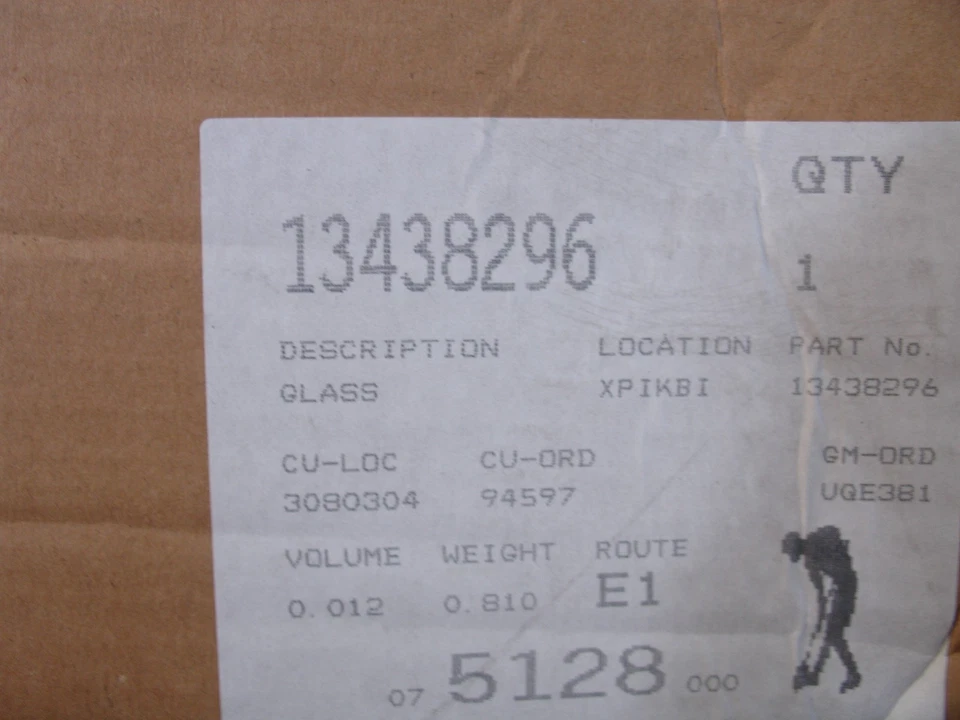 QTY
13438296 1
DESCRIPTION LOCATION PART No.
GLASS XPIKBI 13438296
CU-LOC CU-ORD GM-ORD
3080304 94597 UQE381
VOLUME WEIGHT ROUTE
0.012 0.810 E1
07 5128 000